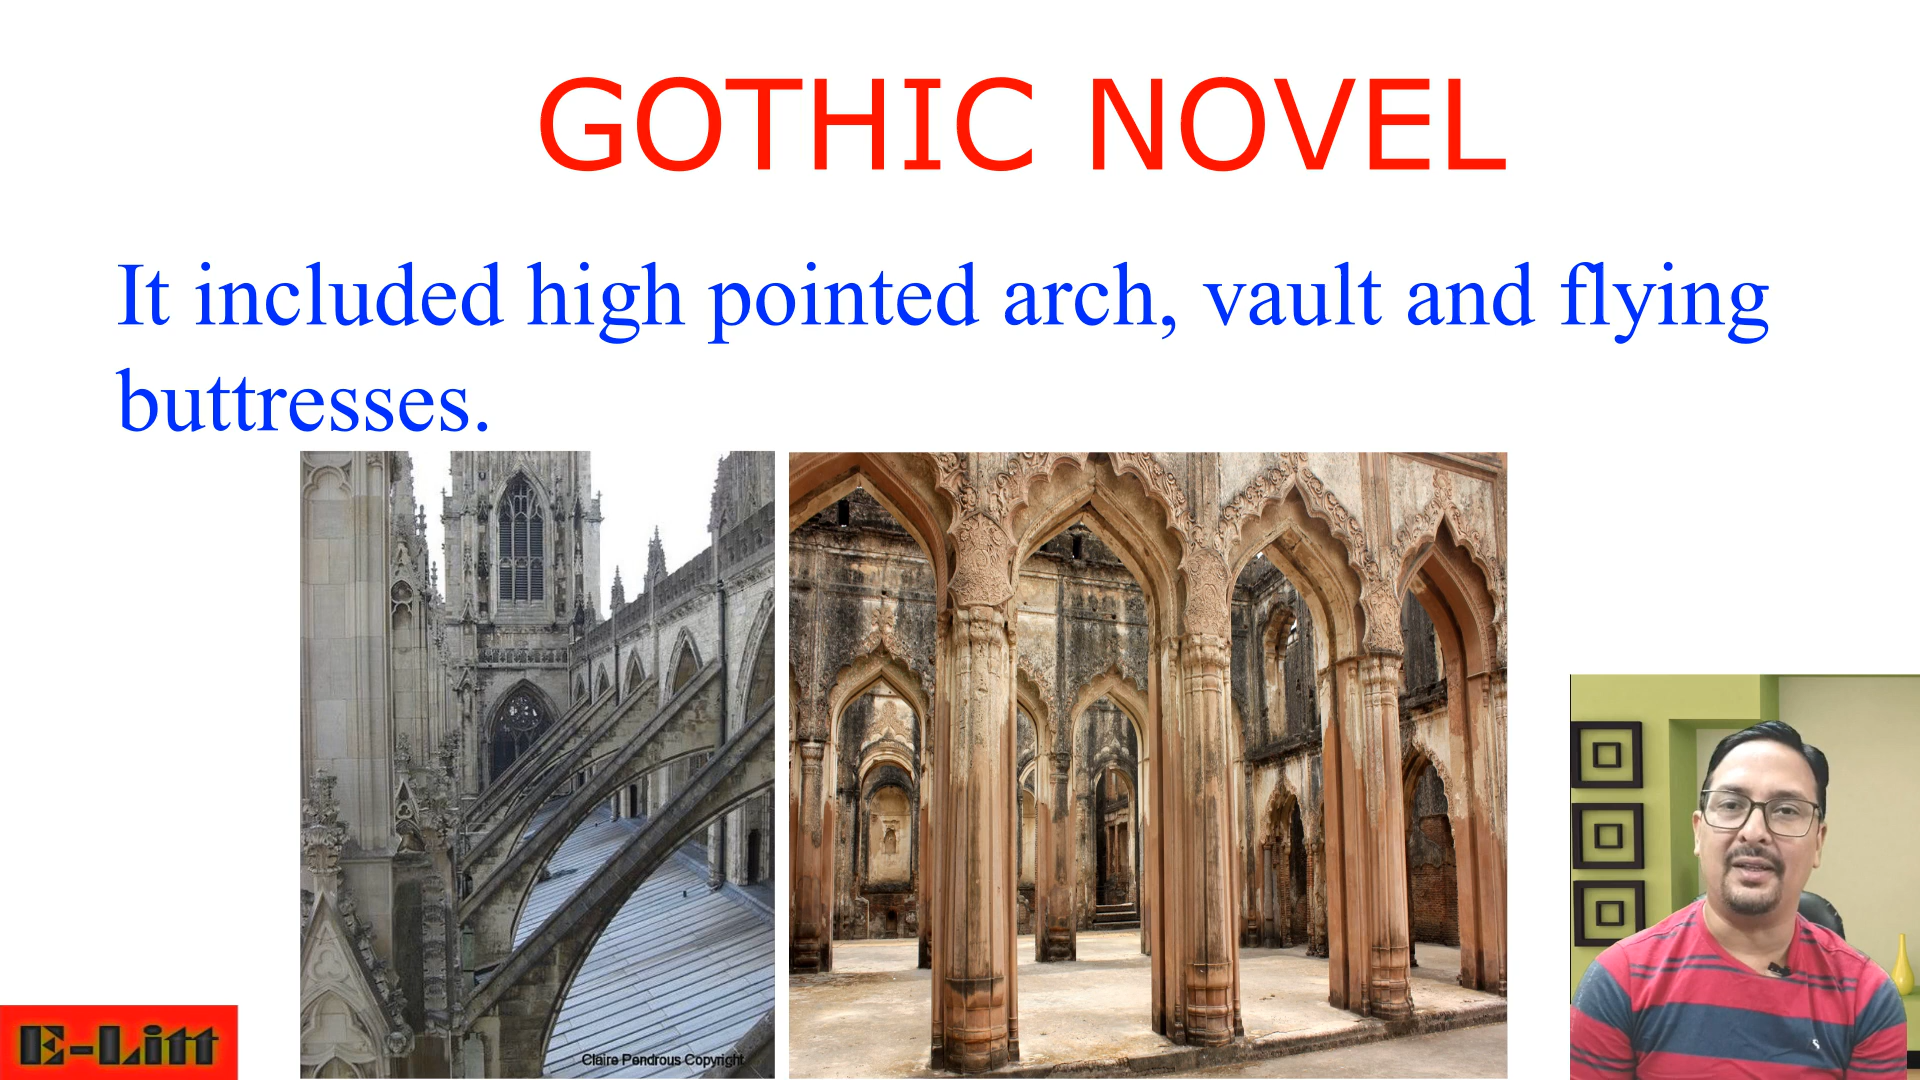 GOTHIC NOVEL
It included high pointed arch, vault and flying
buttresses.
Claire Pendrous Copyright
E-Litt